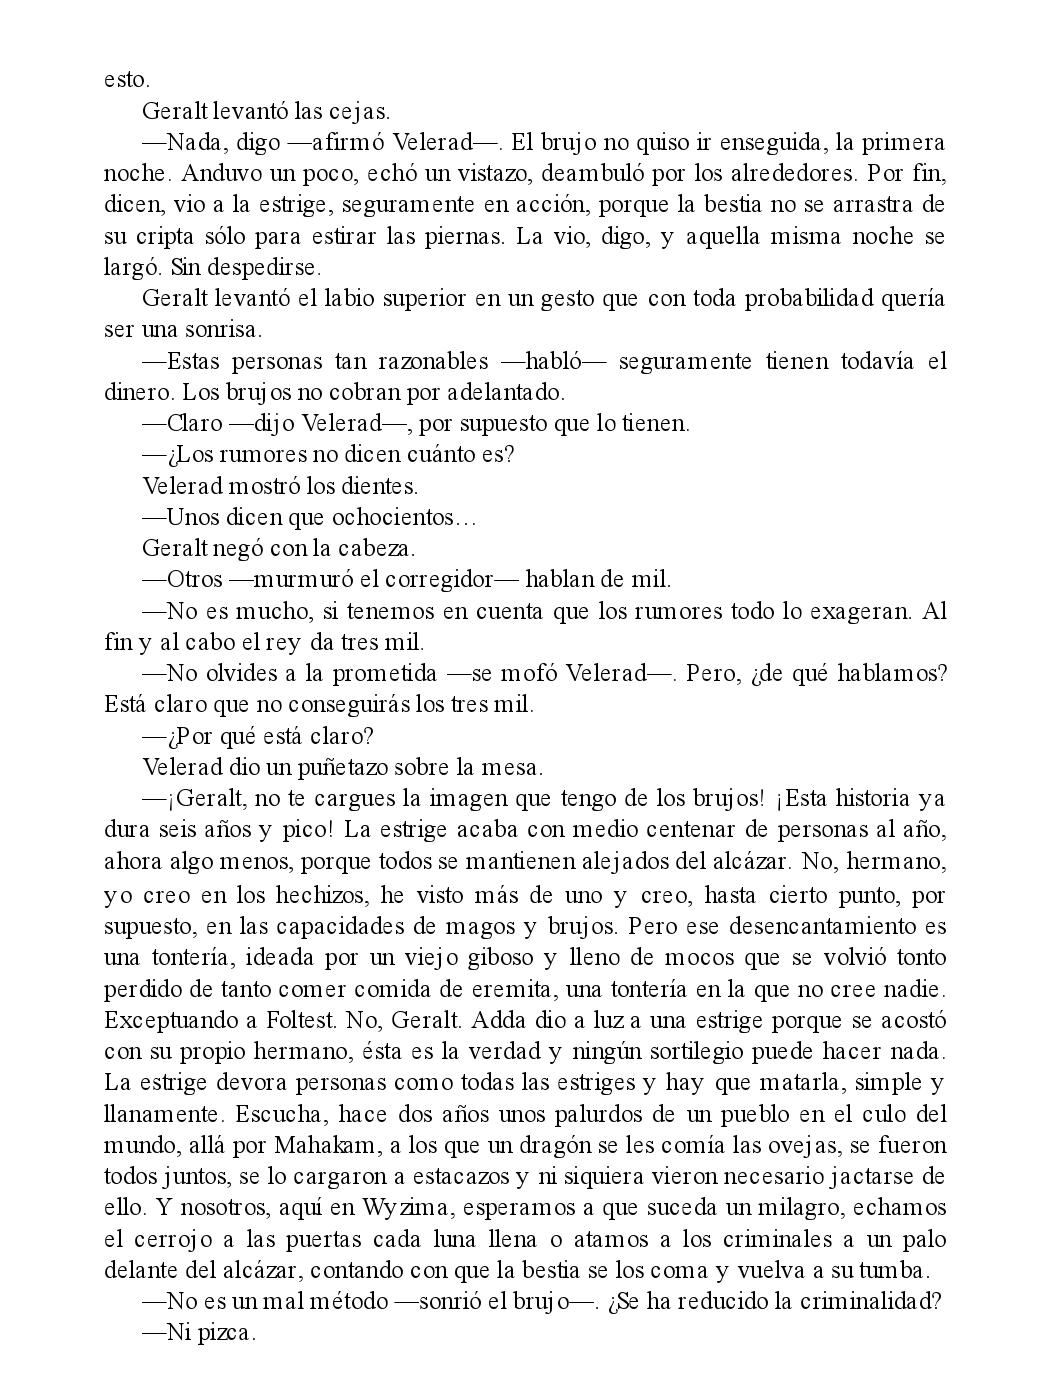 esto.
Geralt levantó las cejas.
—Nada, digo —afirmó Velerad—. El brujo no quiso ir enseguida, la primera
noche. Anduvo un poco, echó un vistazo, deambuló por los alrededores. Por fin,
dicen, vio a la estrige, seguramente en acción, porque la bestia no se arrastra de
su cripta sólo para estirar las piernas. La vio, digo, y aquella misma noche se
largó. Sin despedirse.
Geralt levantó el labio superior en un gesto que con toda probabilidad quería
ser una sonrisa.
—Estas personas tan razonables —habló— seguramente tienen todavía el
dinero. Los brujos no cobran por adelantado.
—Claro —dijo Velerad—, por supuesto que lo tienen.
—¿Los rumores no dicen cuánto es?
Velerad mostró los dientes.
—Unos dicen que ochocientos…
Geralt negó con la cabeza.
—Otros —murmuró el corregidor— hablan de mil.
—No es mucho, si tenemos en cuenta que los rumores todo lo exageran. Al
fin y al cabo el rey da tres mil.
—No olvides a la prometida —se mofó Velerad—. Pero, ¿de qué hablamos?
Está claro que no conseguirás los tres mil.
—¿Por qué está claro?
Velerad dio un puñetazo sobre la mesa.
—¡Geralt, no te cargues la imagen que tengo de los brujos! ¡Esta historia ya
dura seis años y pico! La estrige acaba con medio centenar de personas al año,
ahora algo menos, porque todos se mantienen alejados del alcázar. No, hermano,
yo creo en los hechizos, he visto más de uno y creo, hasta cierto punto, por
supuesto, en las capacidades de magos y brujos. Pero ese desencantamiento es
una tontería, ideada por un viejo giboso y lleno de mocos que se volvió tonto
perdido de tanto comer comida de eremita, una tontería en la que no cree nadie.
Exceptuando a Foltest. No, Geralt. Adda dio a luz a una estrige porque se acostó
con su propio hermano, ésta es la verdad y ningún sortilegio puede hacer nada.
La estrige devora personas como todas las estriges y hay que matarla, simple y
llanamente. Escucha, hace dos años unos palurdos de un pueblo en el culo del
mundo, allá por Mahakam, a los que un dragón se les comía las ovejas, se fueron
todos juntos, se lo cargaron a estacazos y ni siquiera vieron necesario jactarse de
ello. Y nosotros, aquí en Wyzima, esperamos a que suceda un milagro, echamos
el cerrojo a las puertas cada luna llena o atamos a los criminales a un palo
delante del alcázar, contando con que la bestia se los coma y vuelva a su tumba.
—No es un mal método —sonrió el brujo—. ¿Se ha reducido la criminalidad?
—Ni pizca.